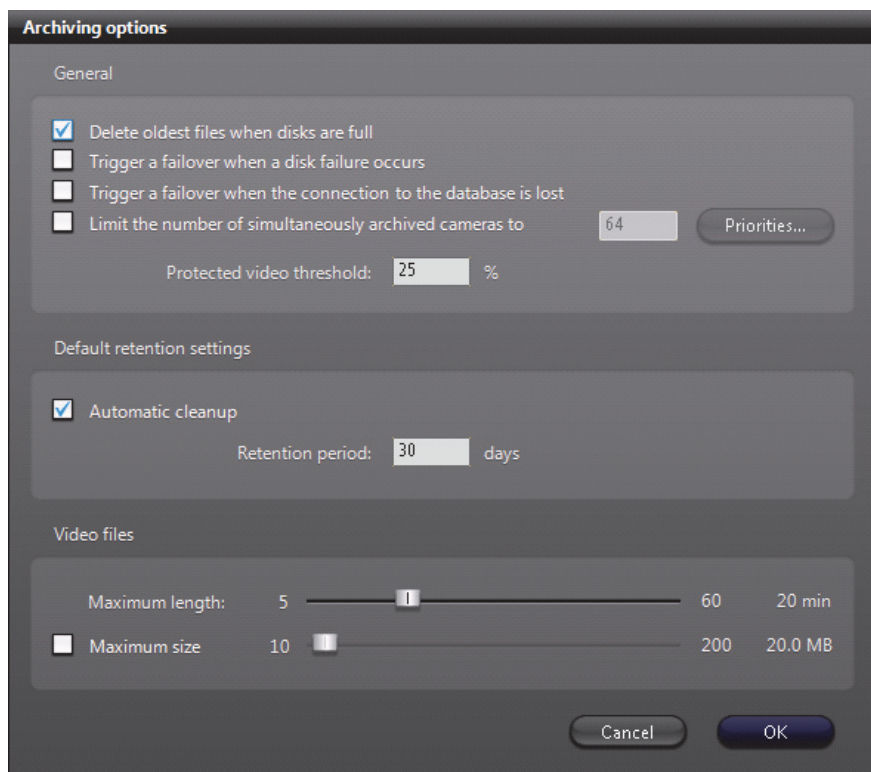 Archiving options
General
Delete oldest files when disks are full
Trigger a failover when a disk failure occurs
Trigger a failover when the connection to the database is lost
Limit the number of simultaneously archived cameras to 64 Priorities...
Protected video threshold: 25 %
Default retention settings
Automatic cleanup
Retention period: 30 days
Video files
Maximum length: 5 60 20 min
Maximum size 10 200 20.0 MB
Cancel OK